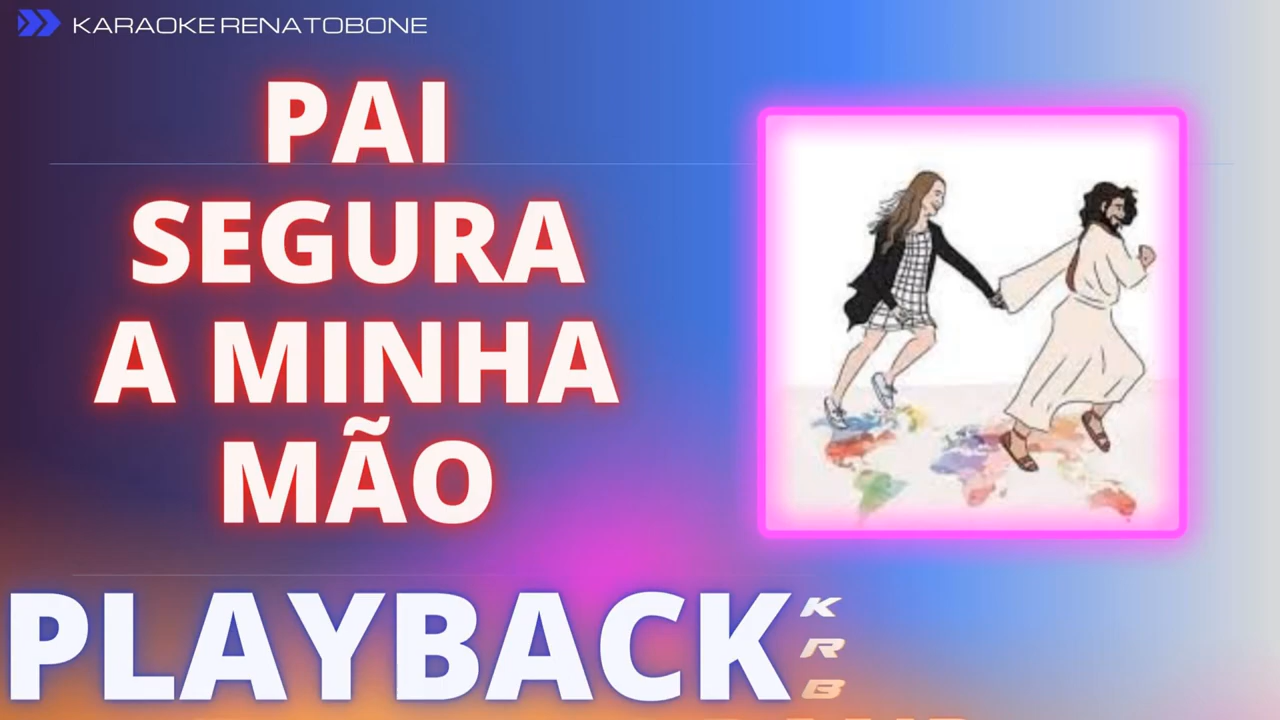 KARAOKE RENATOBONE
PAI
SEGURA
A MINHA
MÃO
PLAYBACK
K
R
B